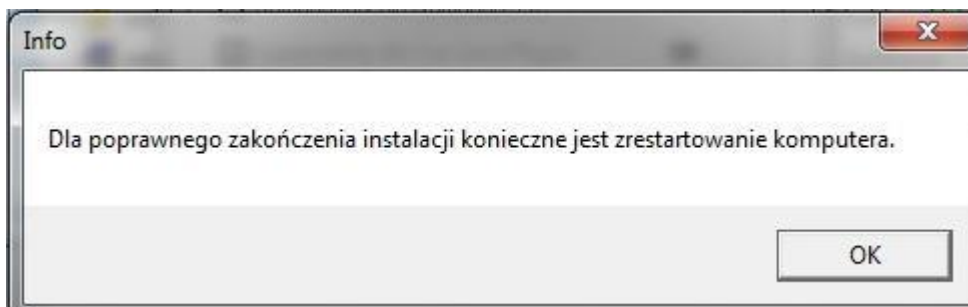 Info
Dla poprawnego zakończenia instalacji konieczne jest zrestartowanie komputera.
OK